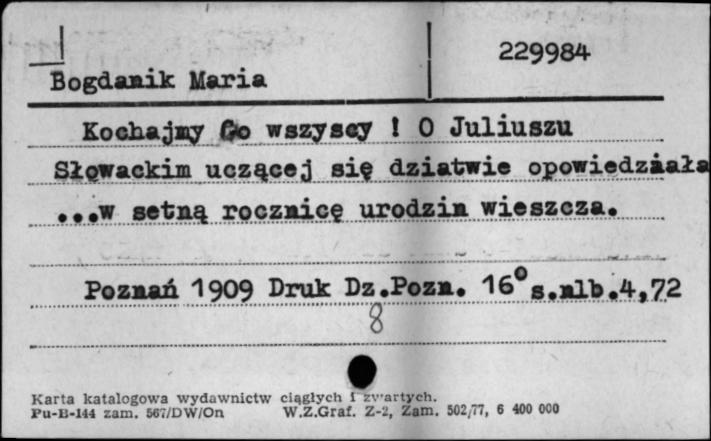 229984
Bogdanik Maria
Kochajmy Go wszyscy ! O Juliuszu
Słowackim uczącej się dziatwie opowiedziała
...w setną rocznicę urodzin wieszcza.
Poznań 1909 Druk Dz.Pozn. 16° s.nlb.4,72
8
Karta katalogowa wydawnictw ciągłych i zwartych.
Pu-B-144 zam. 567/DW/On W.Z.Graf. Z-2, Zam. 502/77, 6 400 000